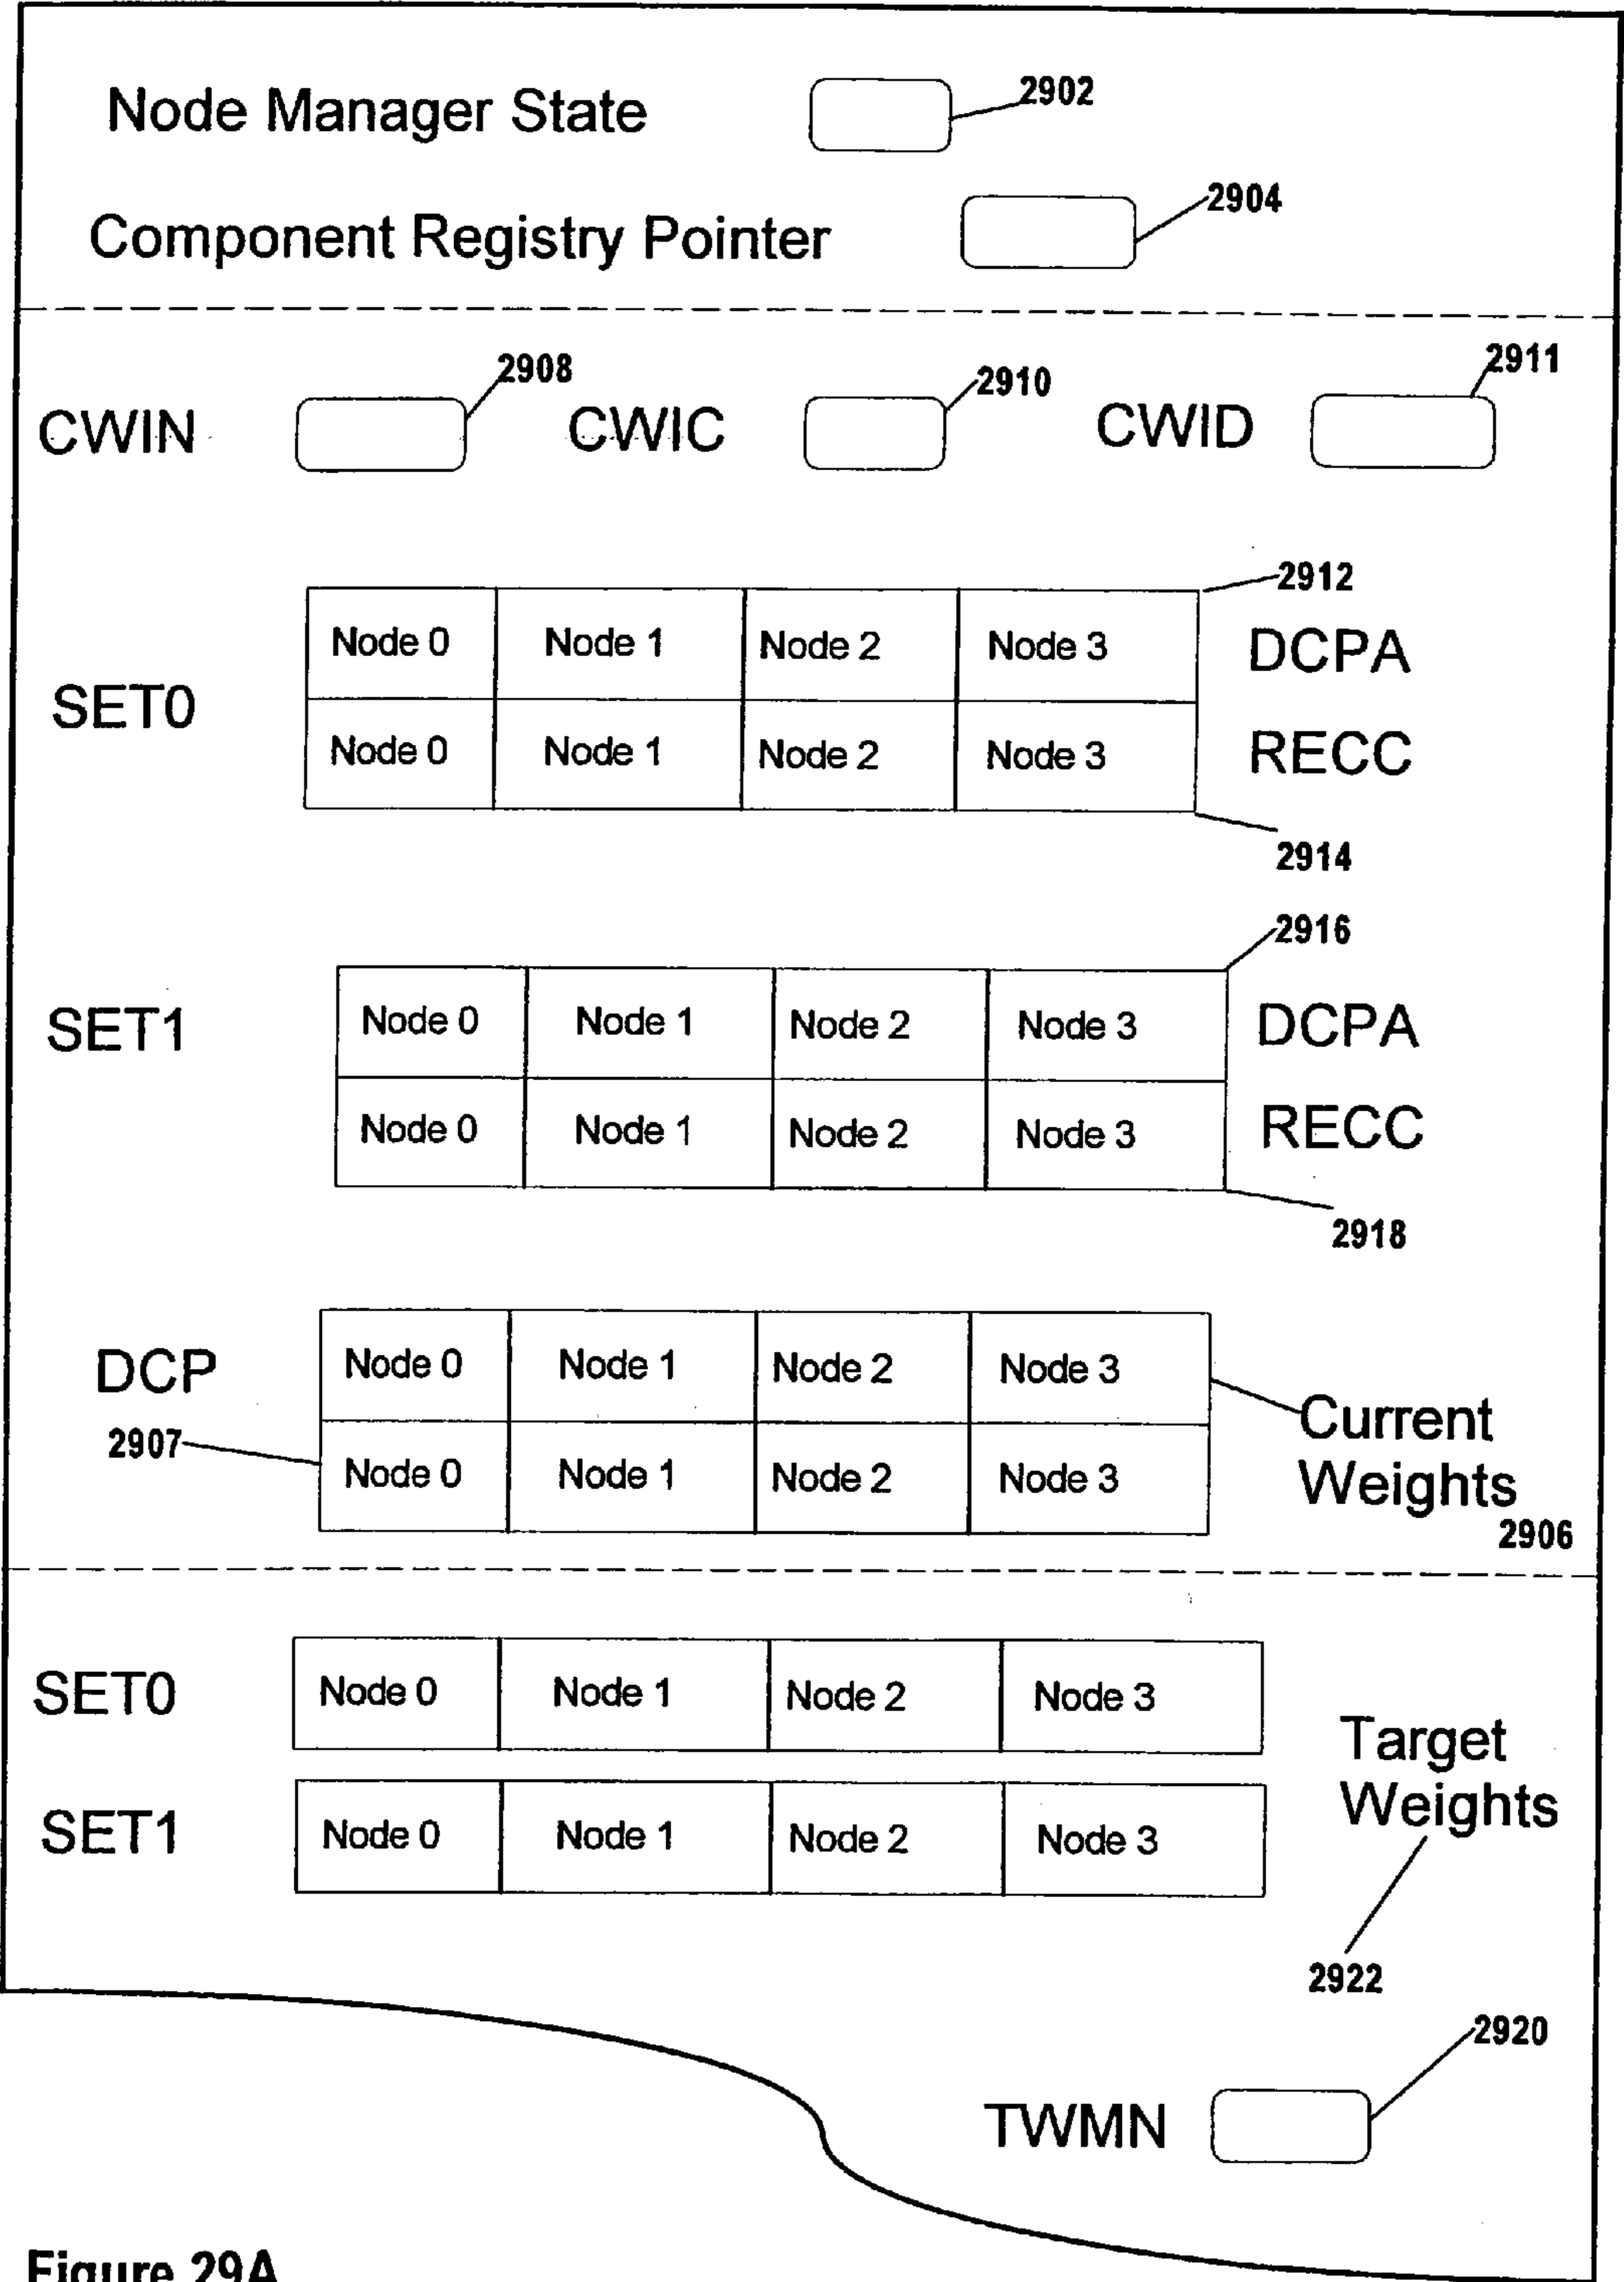 Node Manager State 2902
Component Registry Pointer 2904
CWIN 2908 CWIC 2910 CWID 2911
2912
Node 0 Node 1 Node 2 Node 3 DCPA
SET0
Node 0 Node 1 Node 2 Node 3 RECC
2914
2916
Node 0 Node 1 Node 2 Node 3 DCPA
SET1
Node 0 Node 1 Node 2 Node 3 RECC
2918
DCP Node 0 Node 1 Node 2 Node 3
Current
2907 Node 0 Node 1 Node 2 Node 3 Weights
2906
SET0 Node 0 Node 1 Node 2 Node 3
Target
Weights
SET1 Node 0 Node 1 Node 2 Node 3
2922
2920
TWMN
Figure 29A